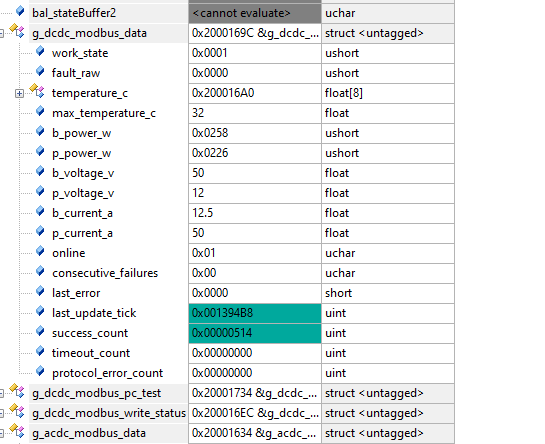 bal_stateBuffer2 <cannot evaluate> uchar
g_dcdc_modbus_data 0x2000169C &g_dcdc_... struct <untagged>
work_state 0x0001 ushort
fault_raw 0x0000 ushort
temperature_c 0x200016A0 float[8]
max_temperature_c 32 float
b_power_w 0x0258 ushort
p_power_w 0x0226 ushort
b_voltage_v 50 float
p_voltage_v 12 float
b_current_a 12.5 float
p_current_a 50 float
online 0x01 uchar
consecutive_failures 0x00 uchar
last_error 0x0000 short
last_update_tick 0x001394B8 uint
success_count 0x00000514 uint
timeout_count 0x00000000 uint
protocol_error_count 0x00000000 uint
g_dcdc_modbus_pc_test 0x20001734 &g_dcdc_... struct <untagged>
g_dcdc_modbus_write_status 0x200016EC &g_dcdc_... struct <untagged>
g_acdc_modbus_data 0x20001634 &g_acdc_... struct <untagged>